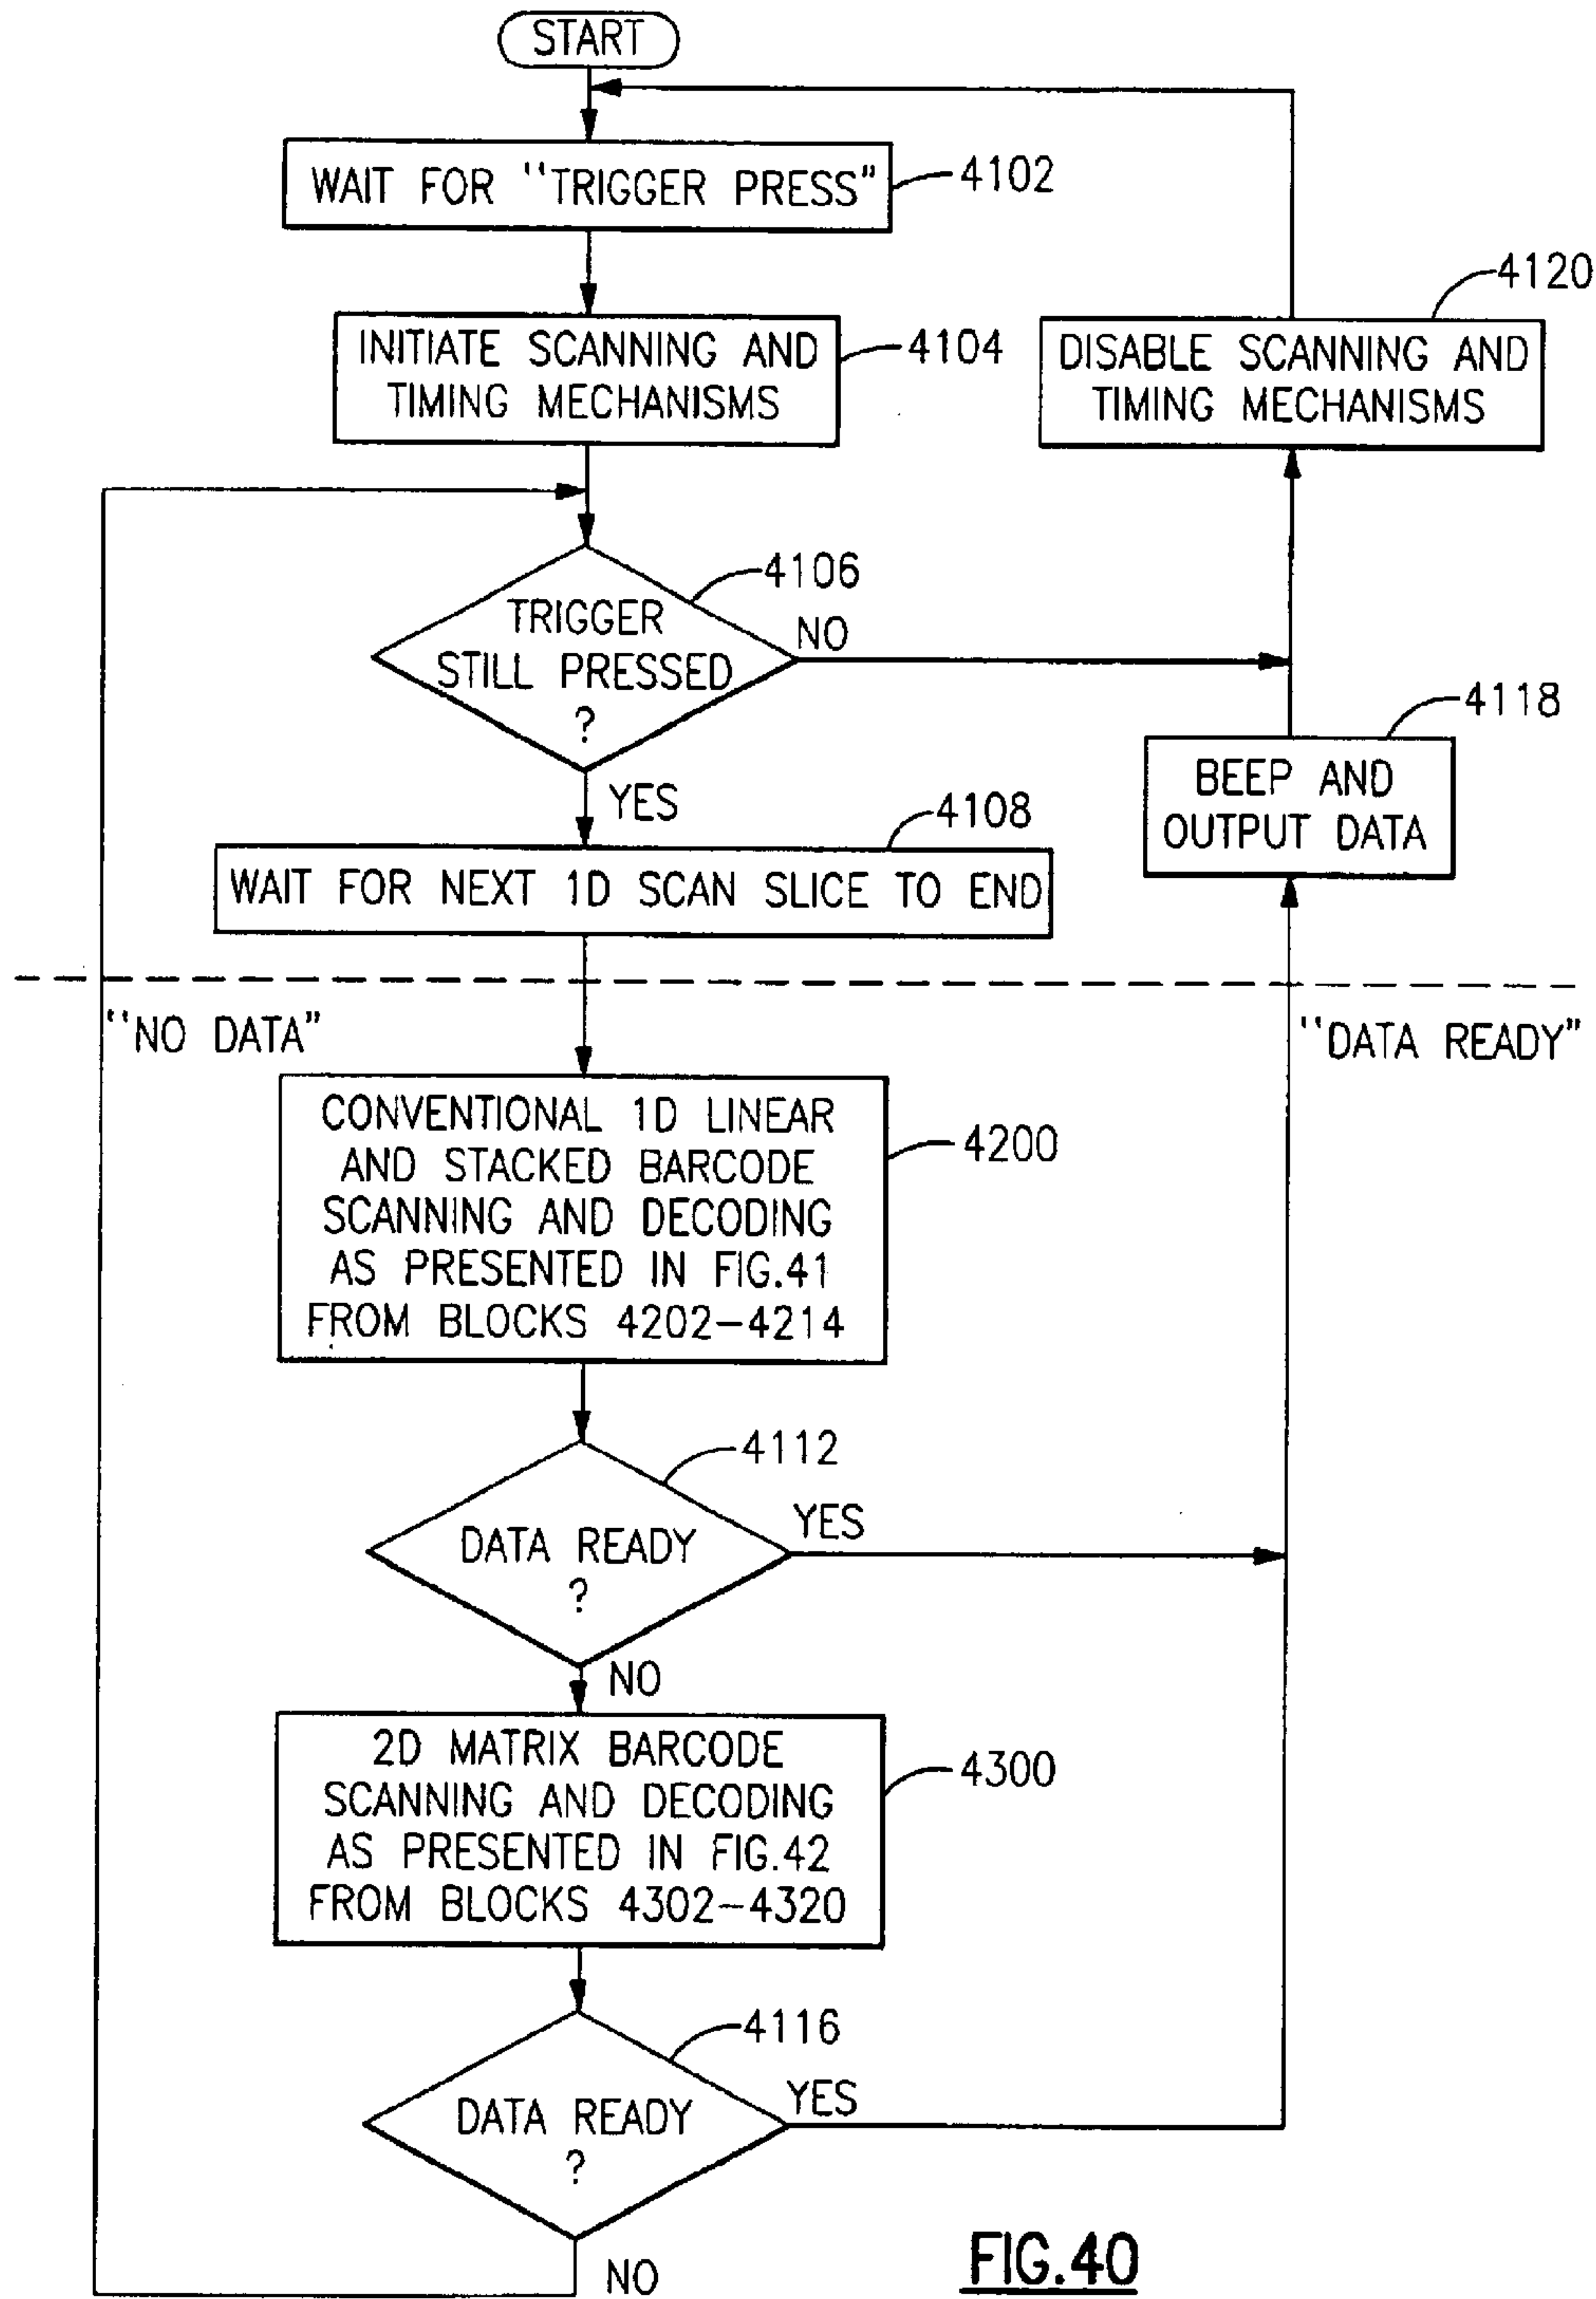 START
WAIT FOR "TRIGGER PRESS"
4102
INITIATE SCANNING AND
TIMING MECHANISMS
4104
DISABLE SCANNING AND
TIMING MECHANISMS
4120
TRIGGER
STILL PRESSED
?
4106
NO
YES
BEEP AND
OUTPUT DATA
4118
WAIT FOR NEXT 1D SCAN SLICE TO END
4108
"NO DATA"
"DATA READY"
CONVENTIONAL 1D LINEAR
AND STACKED BARCODE
SCANNING AND DECODING
AS PRESENTED IN FIG.41
FROM BLOCKS 4202-4214
4200
DATA READY
?
4112
YES
NO
2D MATRIX BARCODE
SCANNING AND DECODING
AS PRESENTED IN FIG.42
FROM BLOCKS 4302-4320
4300
DATA READY
?
4116
YES
NO
FIG.40